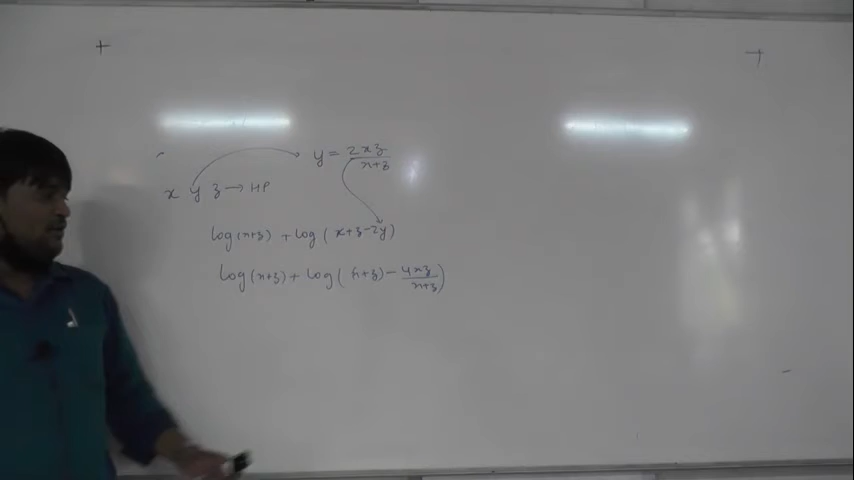 y = 2xz/(x+z)
x y z → HP
log(x+z) + log(x+z-2y)
log(x+z) + log((x+z) - 4xz/(x+z))